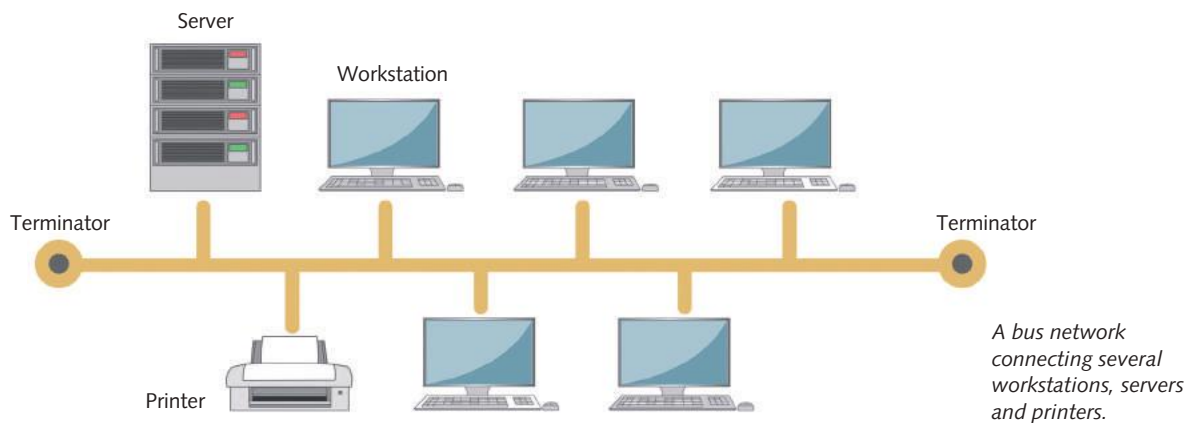 Server
Workstation
Terminator
Terminator
Printer
A bus network
connecting several
workstations, servers
and printers.